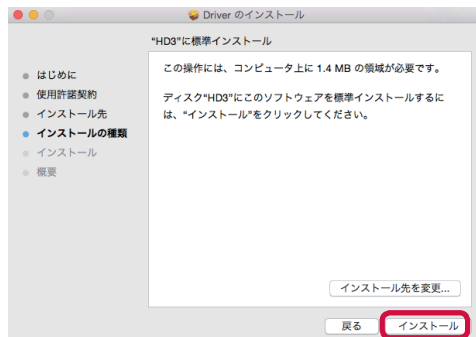 Driver のインストール
"HD3"に標準インストール
はじめに
使用許諾契約
インストール先
インストールの種類
インストール
概要
この操作には、コンピュータ上に 1.4 MB の領域が必要です。
ディスク"HD3"にこのソフトウェアを標準インストールするに
は、"インストール"をクリックしてください。
インストール先を変更...
戻る
インストール